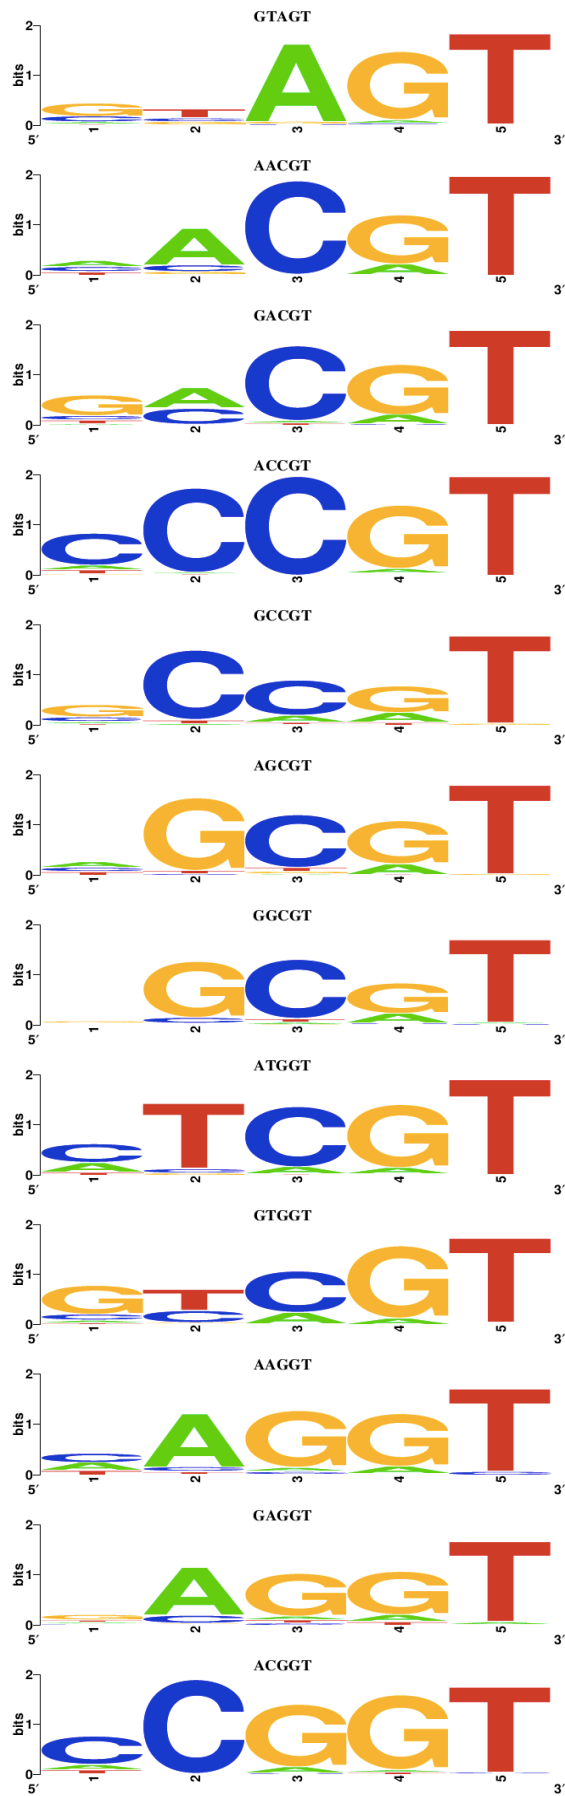 GTAGT
2
bits
1
G T A G T
0
1 2 3 4 5
5′ 3′
AACGT
2
bits
1
A A C G T
C C A
0
1 2 3 4 5
5′ 3′
GACGT
2
bits
1
G A C G T
C A
0
1 2 3 4 5
5′ 3′
ACCGT
2
bits
1
C C C G T
A A
0
1 2 3 4 5
5′ 3′
GCCGT
2
bits
1
G C C G T
C A A
0
1 2 3 4 5
5′ 3′
AGCGT
2
bits
1
A G C G T
C T T A
0
1 2 3 4 5
5′ 3′
GGCGT
2
bits
1
G C G T
C T A
0
1 2 3 4 5
5′ 3′
ATGGT
2
bits
1
C T C G T
A C A A
0
1 2 3 4 5
5′ 3′
GTGGT
2
bits
1
G T C G T
C C A A
0
1 2 3 4 5
5′ 3′
AAGGT
2
bits
1
C A G G T
A C A A
0
1 2 3 4 5
5′ 3′
GAGGT
2
bits
1
G A G G T
C A A
0
1 2 3 4 5
5′ 3′
ACGGT
2
bits
1
C C G G T
A A
0
1 2 3 4 5
5′ 3′